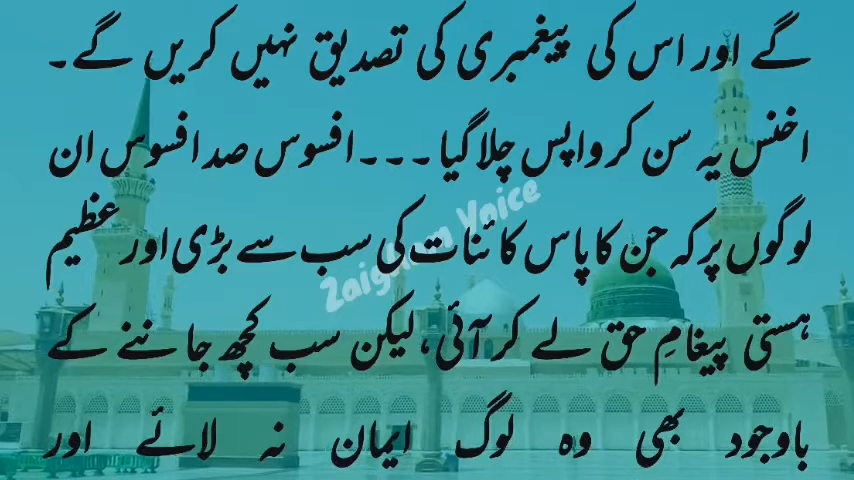 گے اور اس کی پیغمبری کی تصدیق نہیں کریں گے۔
اخنس یہ سن کر واپس چلا گیا ۔۔۔ افسوس صد افسوس ان
لوگوں پر کہ جن کا پاس کائنات کی سب سے بڑی اور عظیم
ہستی پیغامِ حق لے کر آئی، لیکن سب کچھ جاننے کے
باوجود بھی وہ لوگ ایمان نہ لائے اور
Zaigham Voice